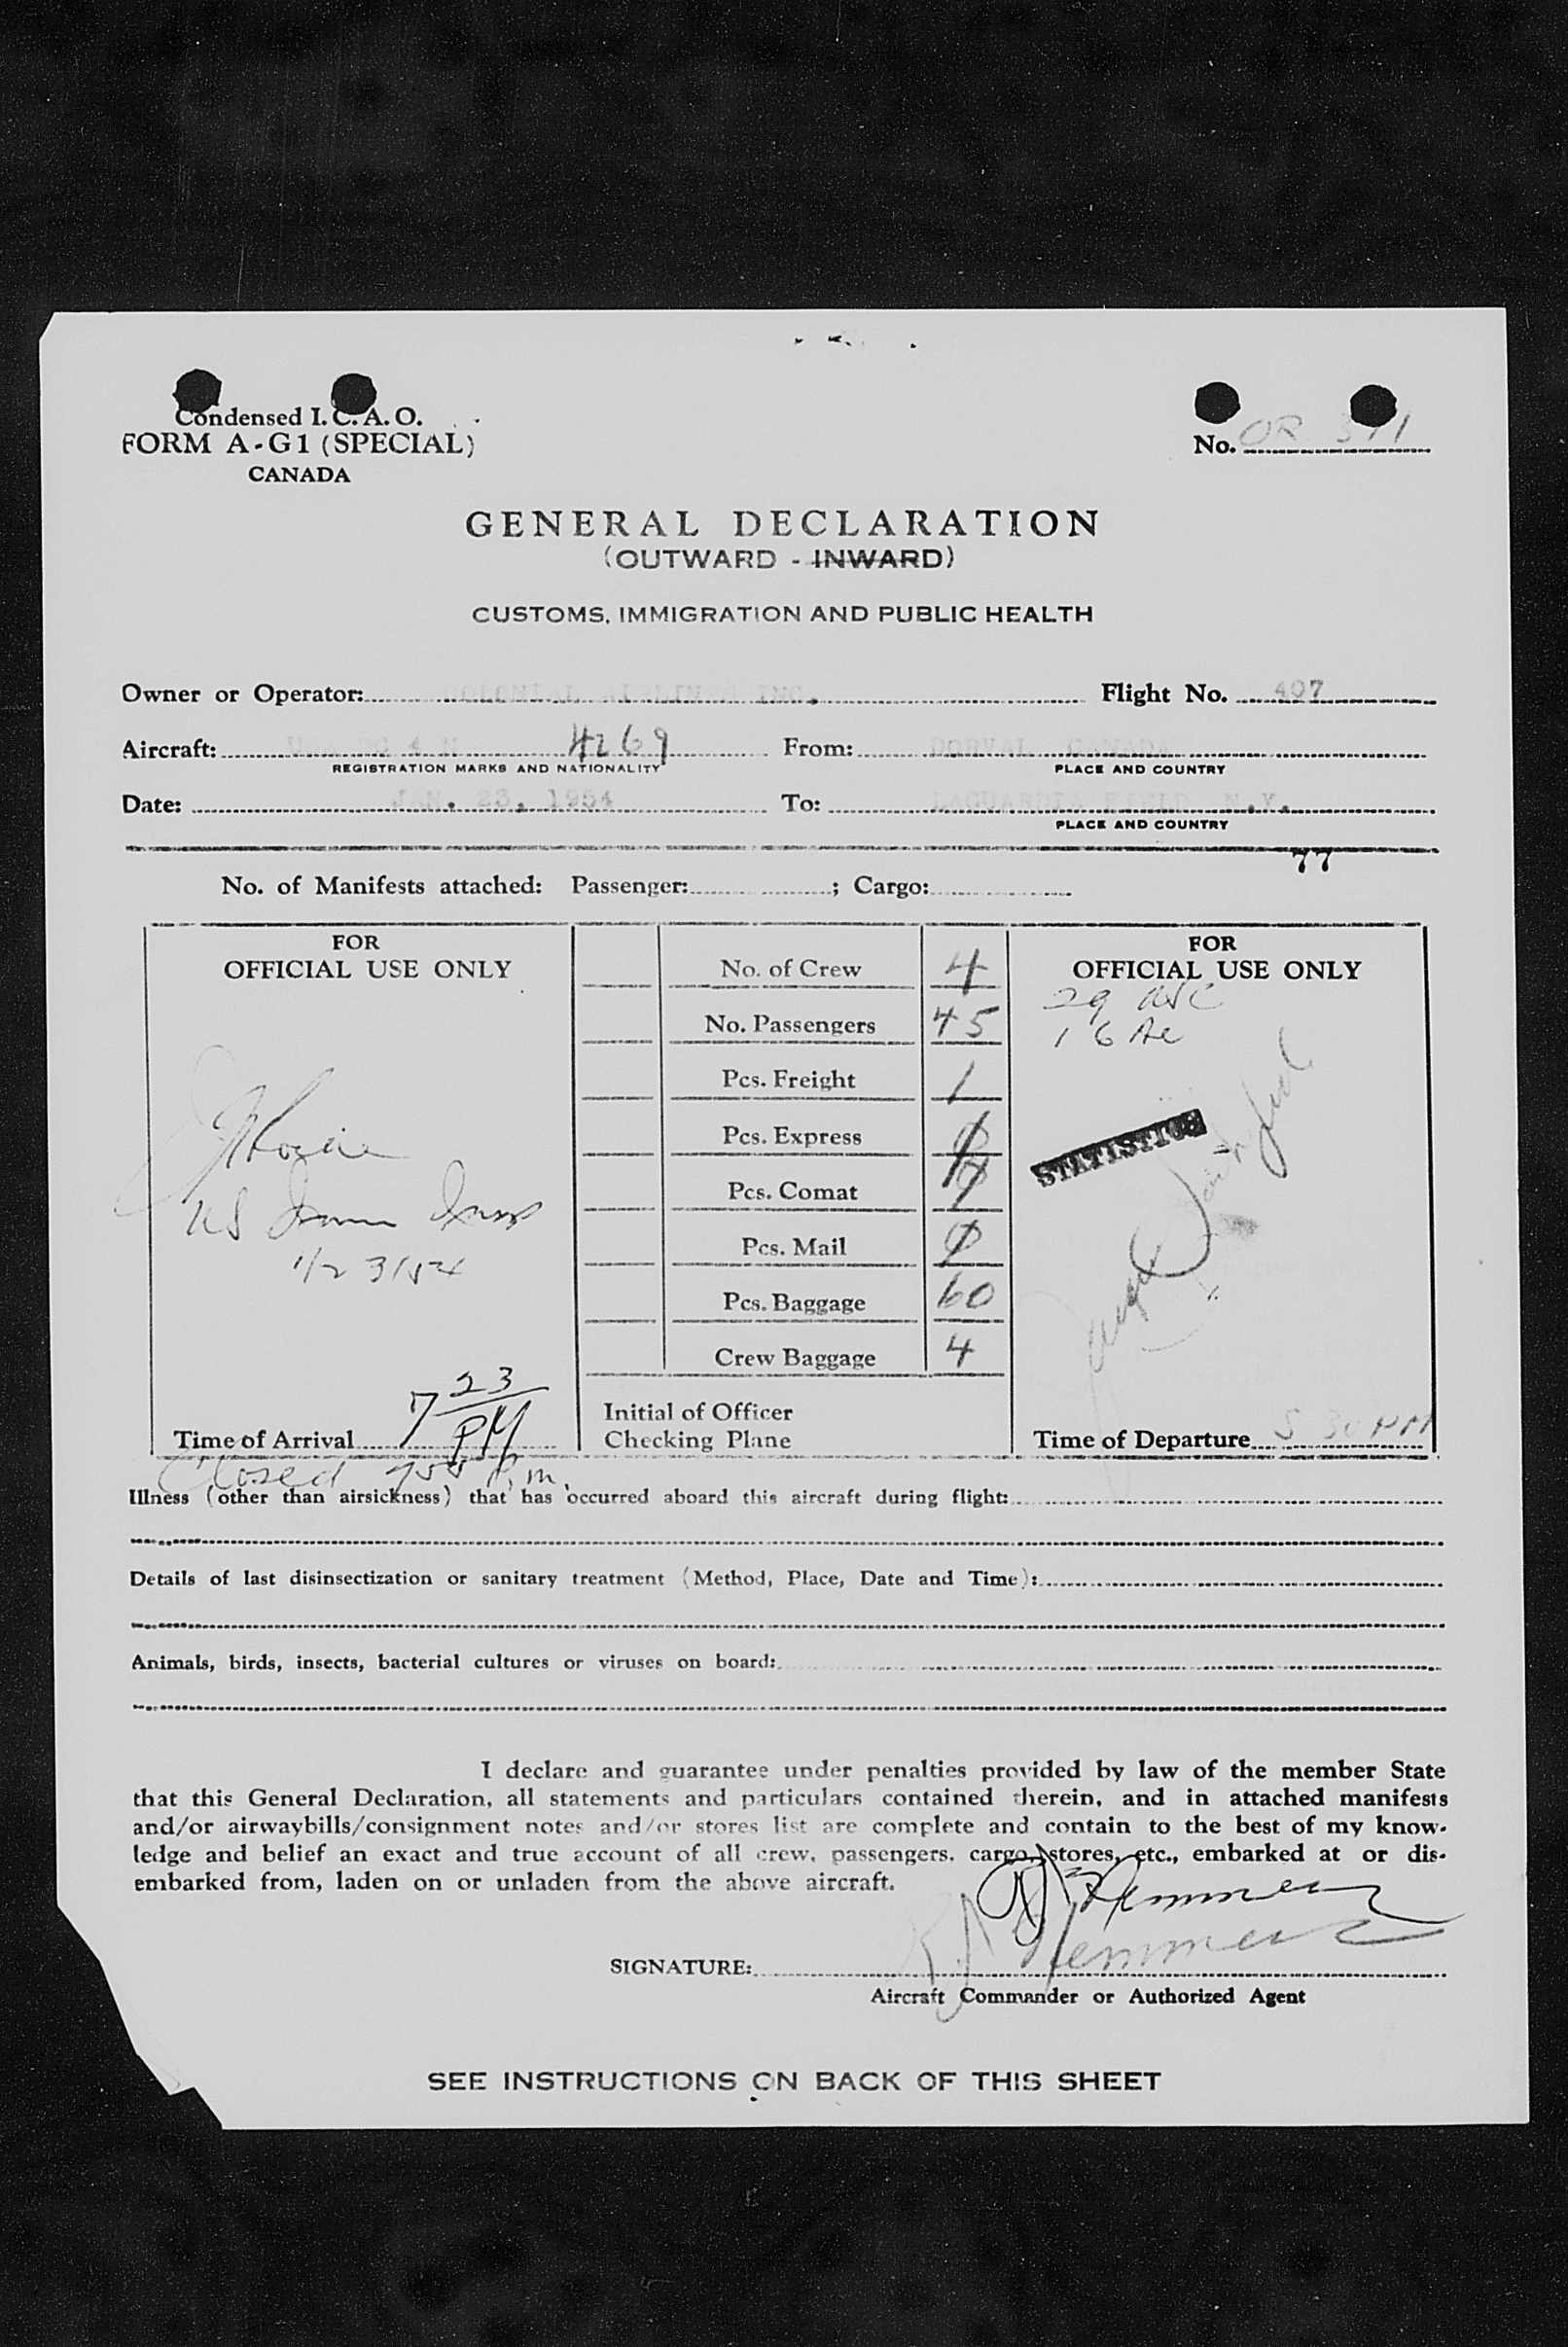 Condensed I. C. A. O.
FORM A-G1 (SPECIAL)
CANADA
No. OR 311
GENERAL DECLARATION
(OUTWARD - INWARD)
CUSTOMS, IMMIGRATION AND PUBLIC HEALTH
Owner or Operator: COLONIAL AIRLINES INC. Flight No. 407
Aircraft: 4269 From: DORVAL CANADA
REGISTRATION MARKS AND NATIONALITY PLACE AND COUNTRY
Date: JAN. 23, 1954 To: LAGUARDIA FIELD N.Y.
PLACE AND COUNTRY
77
No. of Manifests attached: Passenger: ; Cargo:
FOR
OFFICIAL USE ONLY
US Imm Insp
1/23/54
Time of Arrival 7 23 PM
No. of Crew 4
No. Passengers 45
Pcs. Freight 1
Pcs. Express
Pcs. Comat
Pcs. Mail
Pcs. Baggage 60
Crew Baggage 4
Initial of Officer
Checking Plane
FOR
OFFICIAL USE ONLY
29 USC
16 Ae
STATISTICS
Time of Departure 5 30 PM
Closed 755 P.m.
Illness (other than airsickness) that has occurred aboard this aircraft during flight:
Details of last disinsectization or sanitary treatment (Method, Place, Date and Time):
Animals, birds, insects, bacterial cultures or viruses on board:
I declare and guarantee under penalties provided by law of the member State
that this General Declaration, all statements and particulars contained therein, and in attached manifests
and/or airwaybills/consignment notes and/or stores list are complete and contain to the best of my know-
ledge and belief an exact and true account of all crew, passengers, cargo, stores, etc., embarked at or dis-
embarked from, laden on or unladen from the above aircraft.
SIGNATURE:
Aircraft Commander or Authorized Agent
SEE INSTRUCTIONS ON BACK OF THIS SHEET